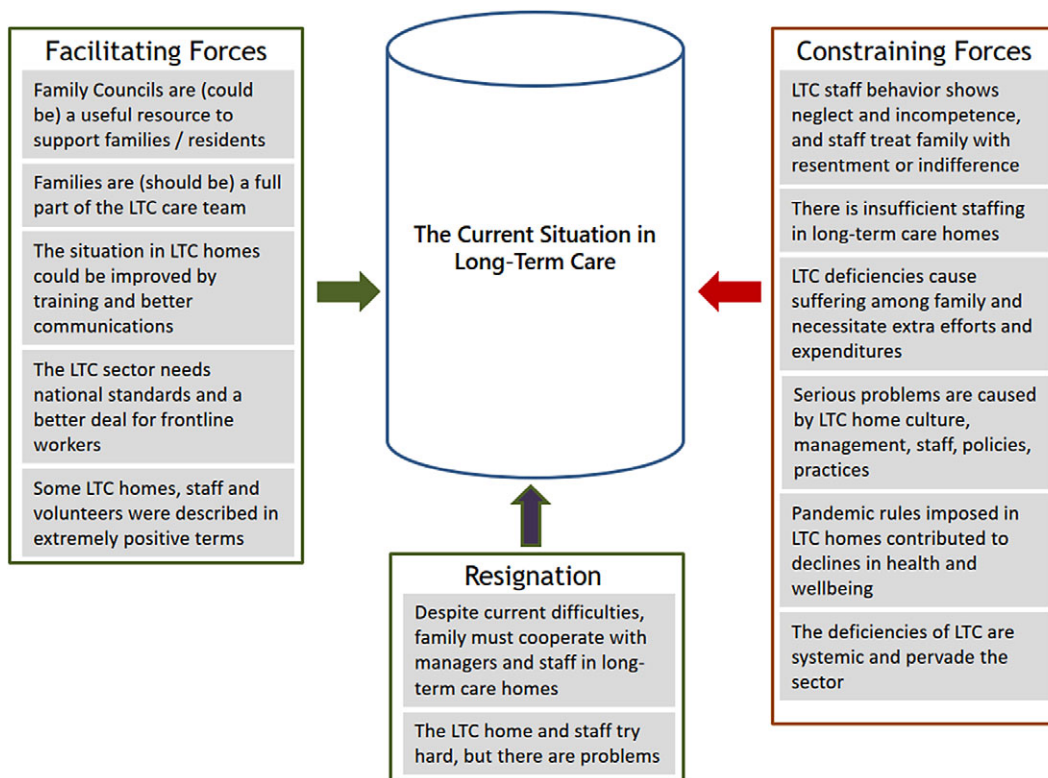 Facilitating Forces
Family Councils are (could
be) a useful resource to
support families / residents
Families are (should be) a full
part of the LTC care team
The situation in LTC homes
could be improved by
training and better
communications
The LTC sector needs
national standards and a
better deal for frontline
workers
Some LTC homes, staff and
volunteers were described in
extremely positive terms
The Current Situation in
Long-Term Care
Resignation
Despite current difficulties,
family must cooperate with
managers and staff in long-
term care homes
The LTC home and staff try
hard, but there are problems
Constraining Forces
LTC staff behavior shows
neglect and incompetence,
and staff treat family with
resentment or indifference
There is insufficient staffing
in long-term care homes
LTC deficiencies cause
suffering among family and
necessitate extra efforts and
expenditures
Serious problems are caused
by LTC home culture,
management, staff, policies,
practices
Pandemic rules imposed in
LTC homes contributed to
declines in health and
wellbeing
The deficiencies of LTC are
systemic and pervade the
sector